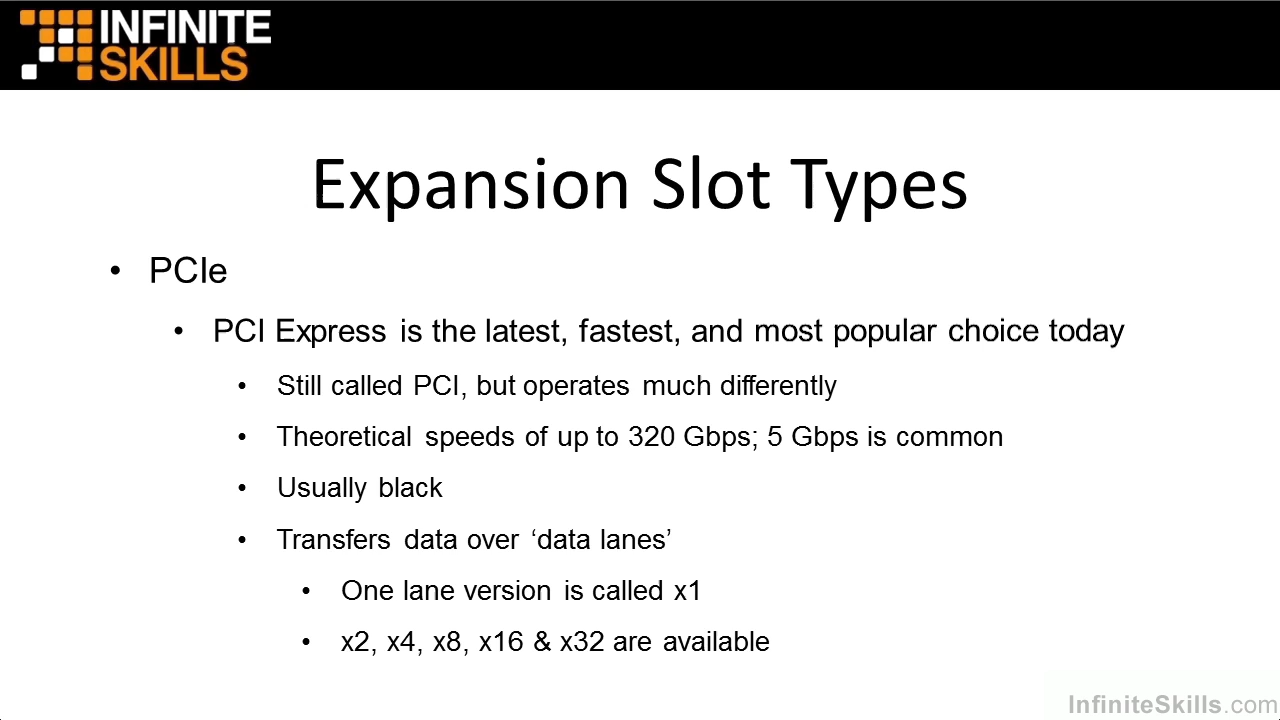 INFINITE
SKILLS
Expansion Slot Types
• PCIe
• PCI Express is the latest, fastest, and most popular choice today
• Still called PCI, but operates much differently
• Theoretical speeds of up to 320 Gbps; 5 Gbps is common
• Usually black
• Transfers data over ‘data lanes’
• One lane version is called x1
• x2, x4, x8, x16 & x32 are available
InfiniteSkills.com